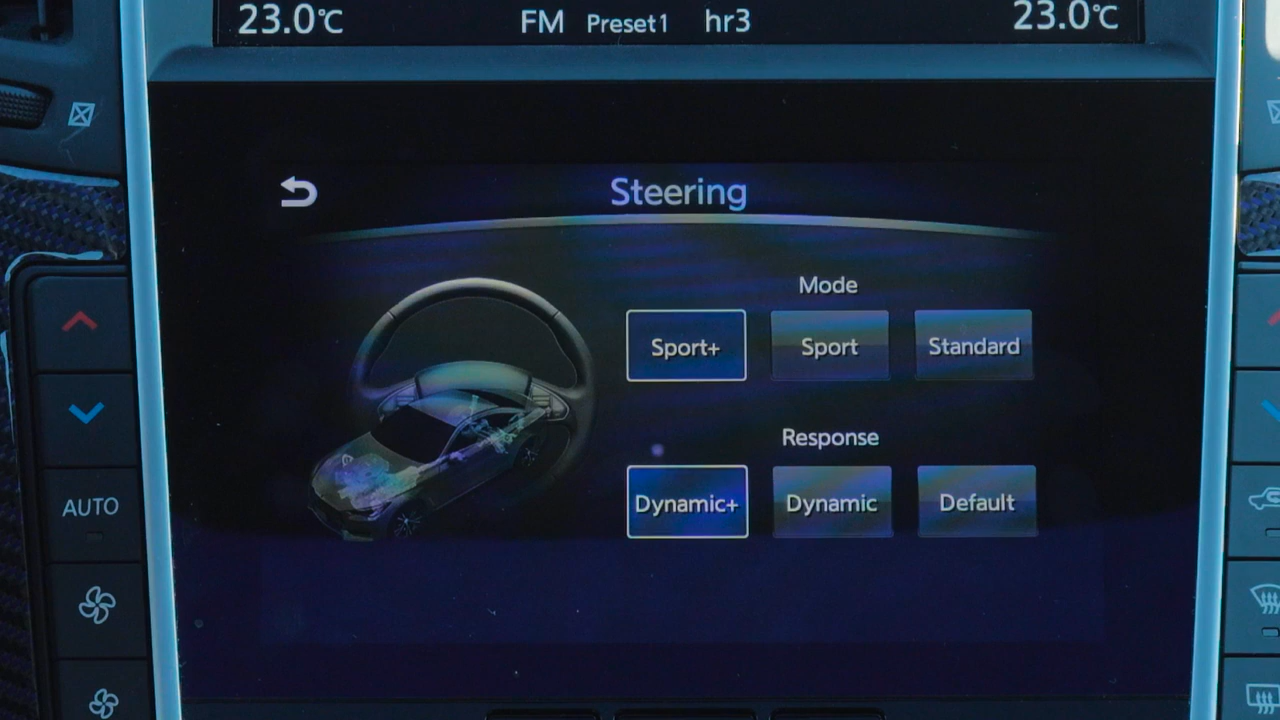 23.0°C FM Preset1 hr3 23.0°C
Steering
Mode
Sport+ Sport Standard
Response
Dynamic+ Dynamic Default
AUTO